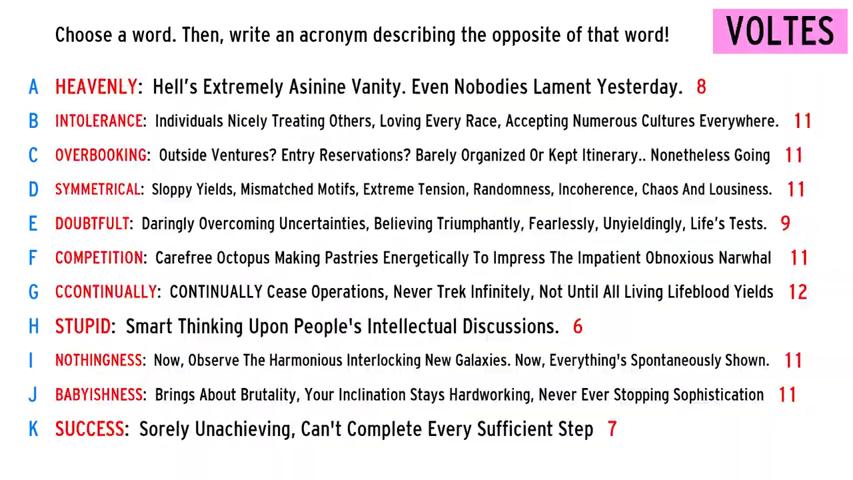 Choose a word. Then, write an acronym describing the opposite of that word!
VOLTES
A HEAVENLY: Hell's Extremely Asinine Vanity. Even Nobodies Lament Yesterday. 8
B INTOLERANCE: Individuals Nicely Treating Others, Loving Every Race, Accepting Numerous Cultures Everywhere. 11
C OVERBOOKING: Outside Ventures? Entry Reservations? Barely Organized Or Kept Itinerary.. Nonetheless Going 11
D SYMMETRICAL: Sloppy Yields, Mismatched Motifs, Extreme Tension, Randomness, Incoherence, Chaos And Lousiness. 11
E DOUBTFULT: Daringly Overcoming Uncertainties, Believing Triumphantly, Fearlessly, Unyieldingly, Life's Tests. 9
F COMPETITION: Carefree Octopus Making Pastries Energetically To Impress The Impatient Obnoxious Narwhal 11
G CCONTINUALLY: CONTINUALLY Cease Operations, Never Trek Infinitely, Not Until All Living Lifeblood Yields 12
H STUPID: Smart Thinking Upon People's Intellectual Discussions. 6
I NOTHINGNESS: Now, Observe The Harmonious Interlocking New Galaxies. Now, Everything's Spontaneously Shown. 11
J BABYISHNESS: Brings About Brutality, Your Inclination Stays Hardworking, Never Ever Stopping Sophistication 11
K SUCCESS: Sorely Unachieving, Can't Complete Every Sufficient Step 7